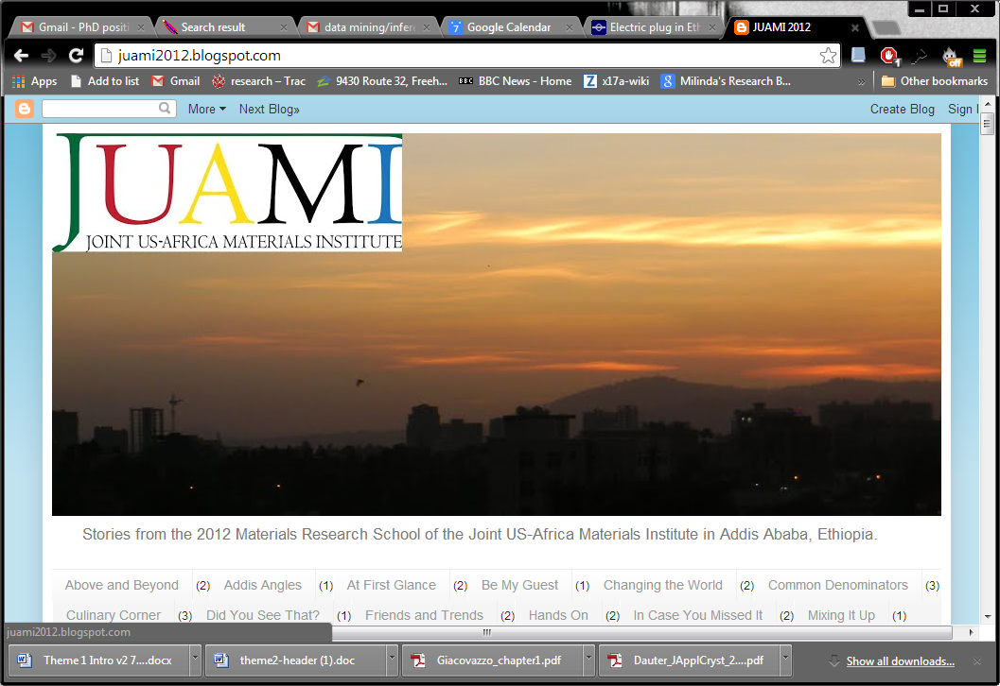 Gmail - PhD positi
Search result
data mining/infere
Google Calendar
Electric plug in Eth
JUAMI 2012
juami2012.blogspot.com
Apps
Add to list
Gmail
research – Trac
9430 Route 32, Freeh...
BBC BBC News - Home
x17a-wiki
Milinda's Research B...
»
Other bookmarks
More
Next Blog»
Create Blog
Sign I
JUAMI
JOINT US-AFRICA MATERIALS INSTITUTE
Stories from the 2012 Materials Research School of the Joint US-Africa Materials Institute in Addis Ababa, Ethiopia.
Above and Beyond (2) Addis Angles (1) At First Glance (2) Be My Guest (1) Changing the World (2) Common Denominators (3)
Culinary Corner (3) Did You See That? (1) Friends and Trends (2) Hands On (2) In Case You Missed It (2) Mixing It Up (1)
juami2012.blogspot.com
Theme 1 Intro v2 7....docx
theme2-header (1).doc
Giacovazzo_chapter1.pdf
Dauter_JApplCryst_2....pdf
Show all downloads...